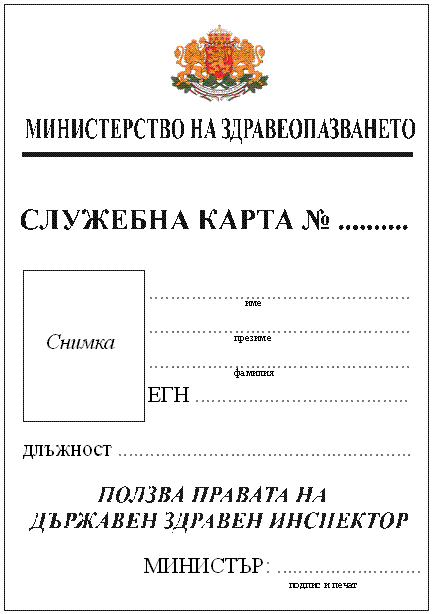 МИНИСТЕРСТВО НА ЗДРАВЕОПАЗВАНЕТО
СЛУЖЕБНА КАРТА № ..........
Снимка
име
презиме
фамилия
ЕГН ......................................
длъжност ....................................................
ПОЛЗВА ПРАВАТА НА
ДЪРЖАВЕН ЗДРАВЕН ИНСПЕКТОР
МИНИСТЪР: ..........................
подпис и печат